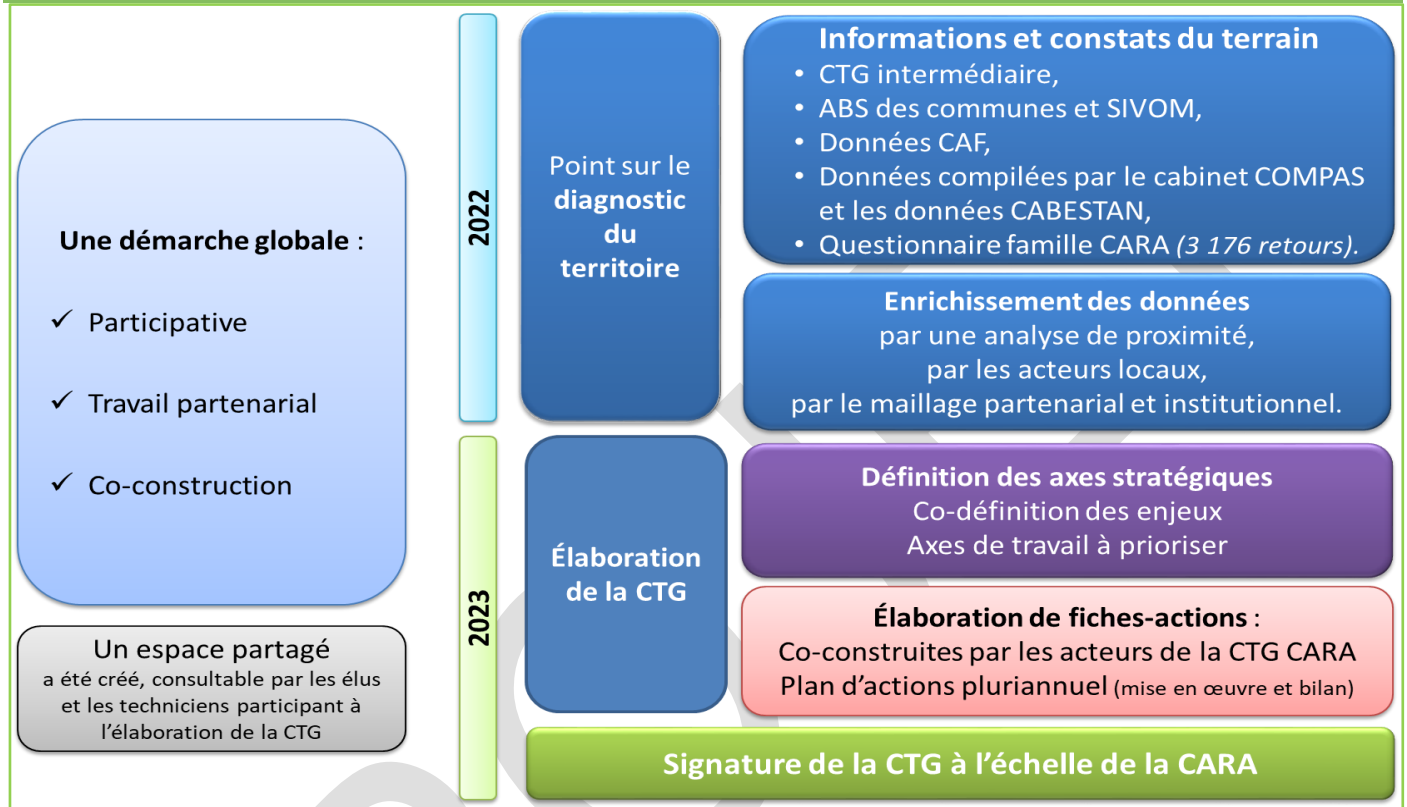 Une démarche globale :
✓ Participative
✓ Travail partenarial
✓ Co-construction
Un espace partagé
a été créé, consultable par les élus
et les techniciens participant à
l’élaboration de la CTG
2022
Point sur le
diagnostic
du
territoire
Informations et constats du terrain
• CTG intermédiaire,
• ABS des communes et SIVOM,
• Données CAF,
• Données compilées par le cabinet COMPAS
et les données CABESTAN,
• Questionnaire famille CARA (3 176 retours).
Enrichissement des données
par une analyse de proximité,
par les acteurs locaux,
par le maillage partenarial et institutionnel.
2023
Élaboration
de la CTG
Définition des axes stratégiques
Co-définition des enjeux
Axes de travail à prioriser
Élaboration de fiches-actions :
Co-construites par les acteurs de la CTG CARA
Plan d’actions pluriannuel (mise en œuvre et bilan)
Signature de la CTG à l’échelle de la CARA